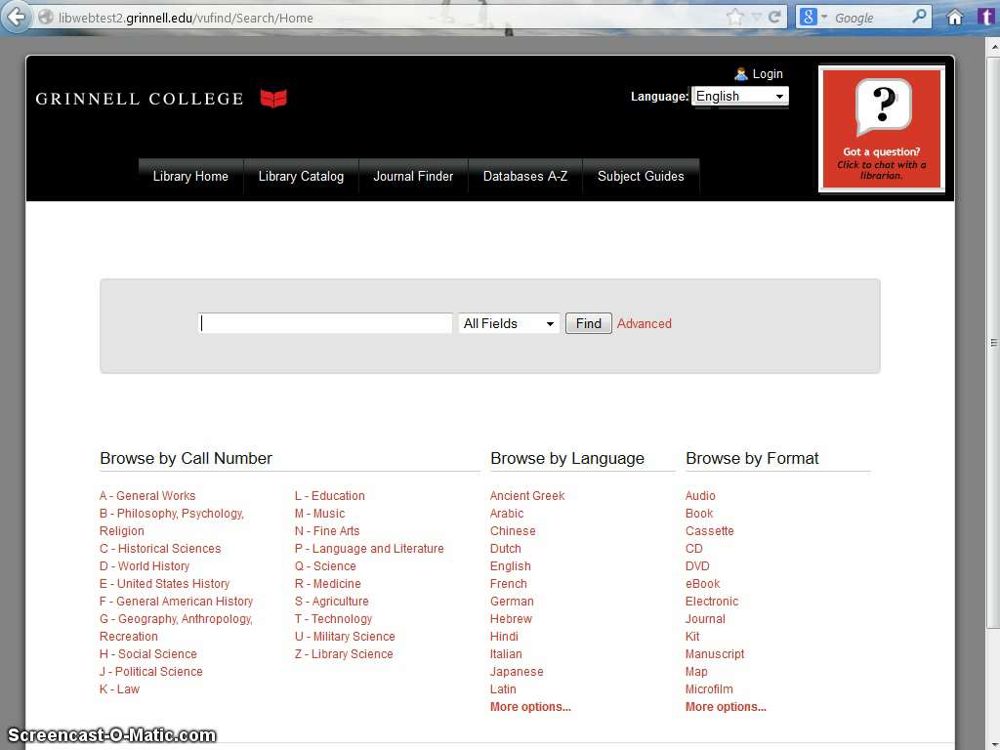 libwebtest2.grinnell.edu/vufind/Search/Home
8
Google
t
GRINNELL COLLEGE
Login
Language: English
?
Got a question?
Click to chat with a
librarian.
Library Home
Library Catalog
Journal Finder
Databases A-Z
Subject Guides
All Fields
Find
Advanced
Browse by Call Number
A - General Works
B - Philosophy, Psychology,
Religion
C - Historical Sciences
D - World History
E - United States History
F - General American History
G - Geography, Anthropology,
Recreation
H - Social Science
J - Political Science
K - Law
L - Education
M - Music
N - Fine Arts
P - Language and Literature
Q - Science
R - Medicine
S - Agriculture
T - Technology
U - Military Science
Z - Library Science
Browse by Language
Ancient Greek
Arabic
Chinese
Dutch
English
French
German
Hebrew
Hindi
Italian
Japanese
Latin
More options...
Browse by Format
Audio
Book
Cassette
CD
DVD
eBook
Electronic
Journal
Kit
Manuscript
Map
Microfilm
More options...
Screencast-O-Matic.com